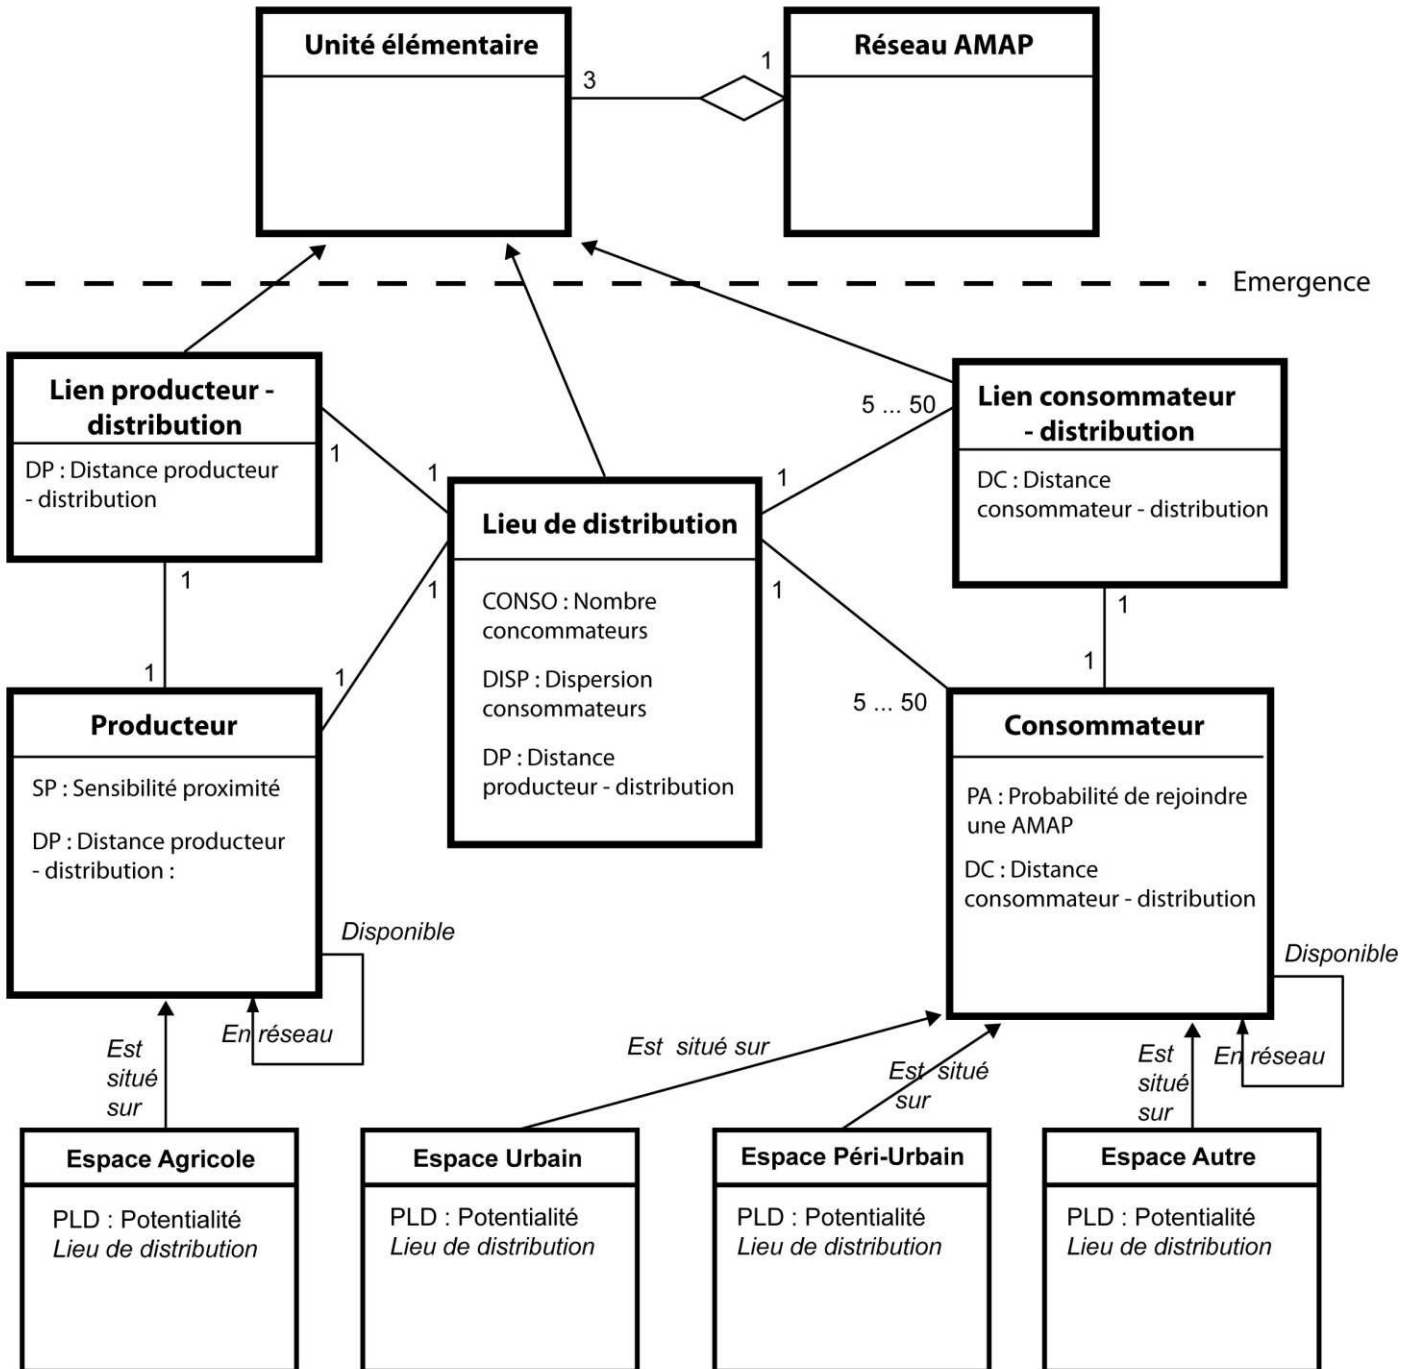 Unité élémentaire
Réseau AMAP
3
1
Emergence
Lien producteur -
distribution
DP : Distance producteur
- distribution
1
1
5 ... 50
1
Lien consommateur
- distribution
DC : Distance
consommateur - distribution
Lieu de distribution
CONSO : Nombre
concommateurs
DISP : Dispersion
consommateurs
DP : Distance
producteur - distribution
1
1
1
1
1
5 ... 50
1
1
Producteur
SP : Sensibilité proximité
DP : Distance producteur
- distribution :
Disponible
En réseau
Consommateur
PA : Probabilité de rejoindre
une AMAP
DC : Distance
consommateur - distribution
Disponible
En réseau
Est
situé
sur
Est situé sur
Est situé
sur
Est
situé
sur
Espace Agricole
PLD : Potentialité
Lieu de distribution
Espace Urbain
PLD : Potentialité
Lieu de distribution
Espace Péri-Urbain
PLD : Potentialité
Lieu de distribution
Espace Autre
PLD : Potentialité
Lieu de distribution